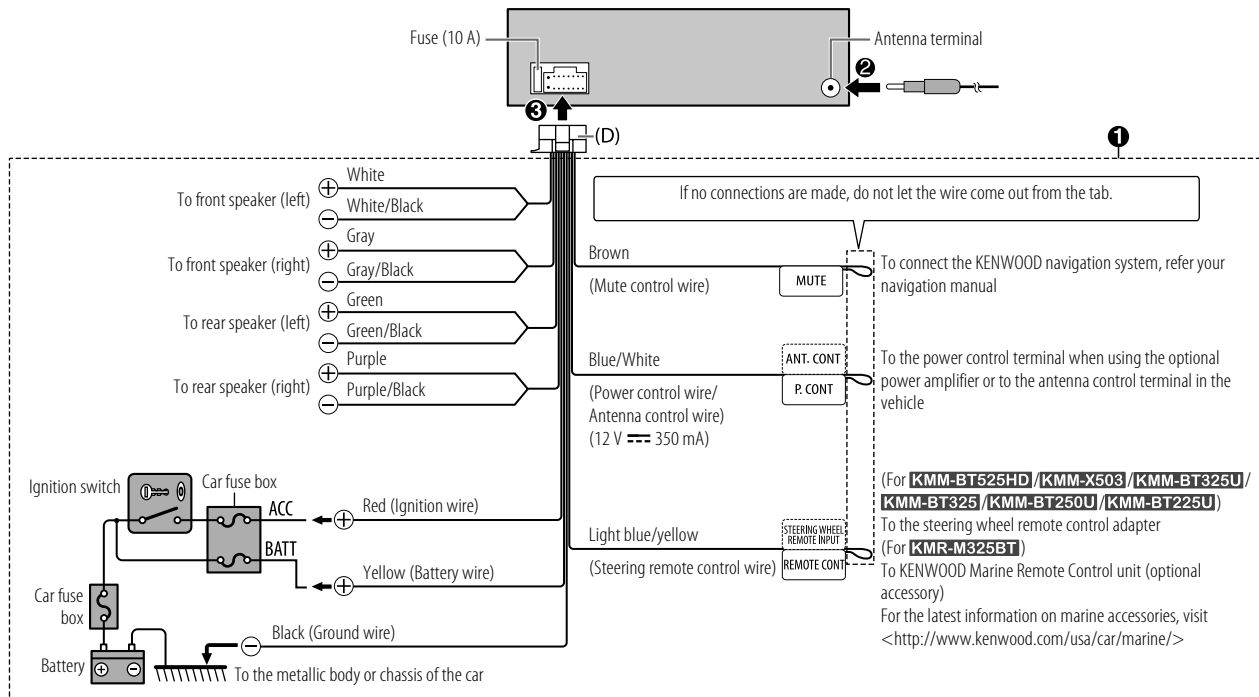 Fuse (10 A)
Antenna terminal
❷
❸
(D)
❶
If no connections are made, do not let the wire come out from the tab.
To front speaker (left)
⊕ White
⊖ White/Black
To front speaker (right)
⊕ Gray
⊖ Gray/Black
To rear speaker (left)
⊕ Green
⊖ Green/Black
To rear speaker (right)
⊕ Purple
⊖ Purple/Black
Brown
(Mute control wire)
MUTE
To connect the KENWOOD navigation system, refer your
navigation manual
Blue/White
(Power control wire/
Antenna control wire)
(12 V ⎓ 350 mA)
ANT. CONT
P. CONT
To the power control terminal when using the optional
power amplifier or to the antenna control terminal in the
vehicle
Light blue/yellow
(Steering remote control wire)
STEERING WHEEL
REMOTE INPUT
REMOTE CONT
(For KMM-BT525HD/KMM-X503/KMM-BT325U/
KMM-BT325/KMM-BT250U/KMM-BT225U)
To the steering wheel remote control adapter
(For KMR-M325BT)
To KENWOOD Marine Remote Control unit (optional
accessory)
For the latest information on marine accessories, visit
<http://www.kenwood.com/usa/car/marine/>
Ignition switch
Car fuse box
ACC
⊕ Red (Ignition wire)
BATT
⊕ Yellow (Battery wire)
Car fuse
box
Battery
⊕ ⊖
⊖ Black (Ground wire)
To the metallic body or chassis of the car